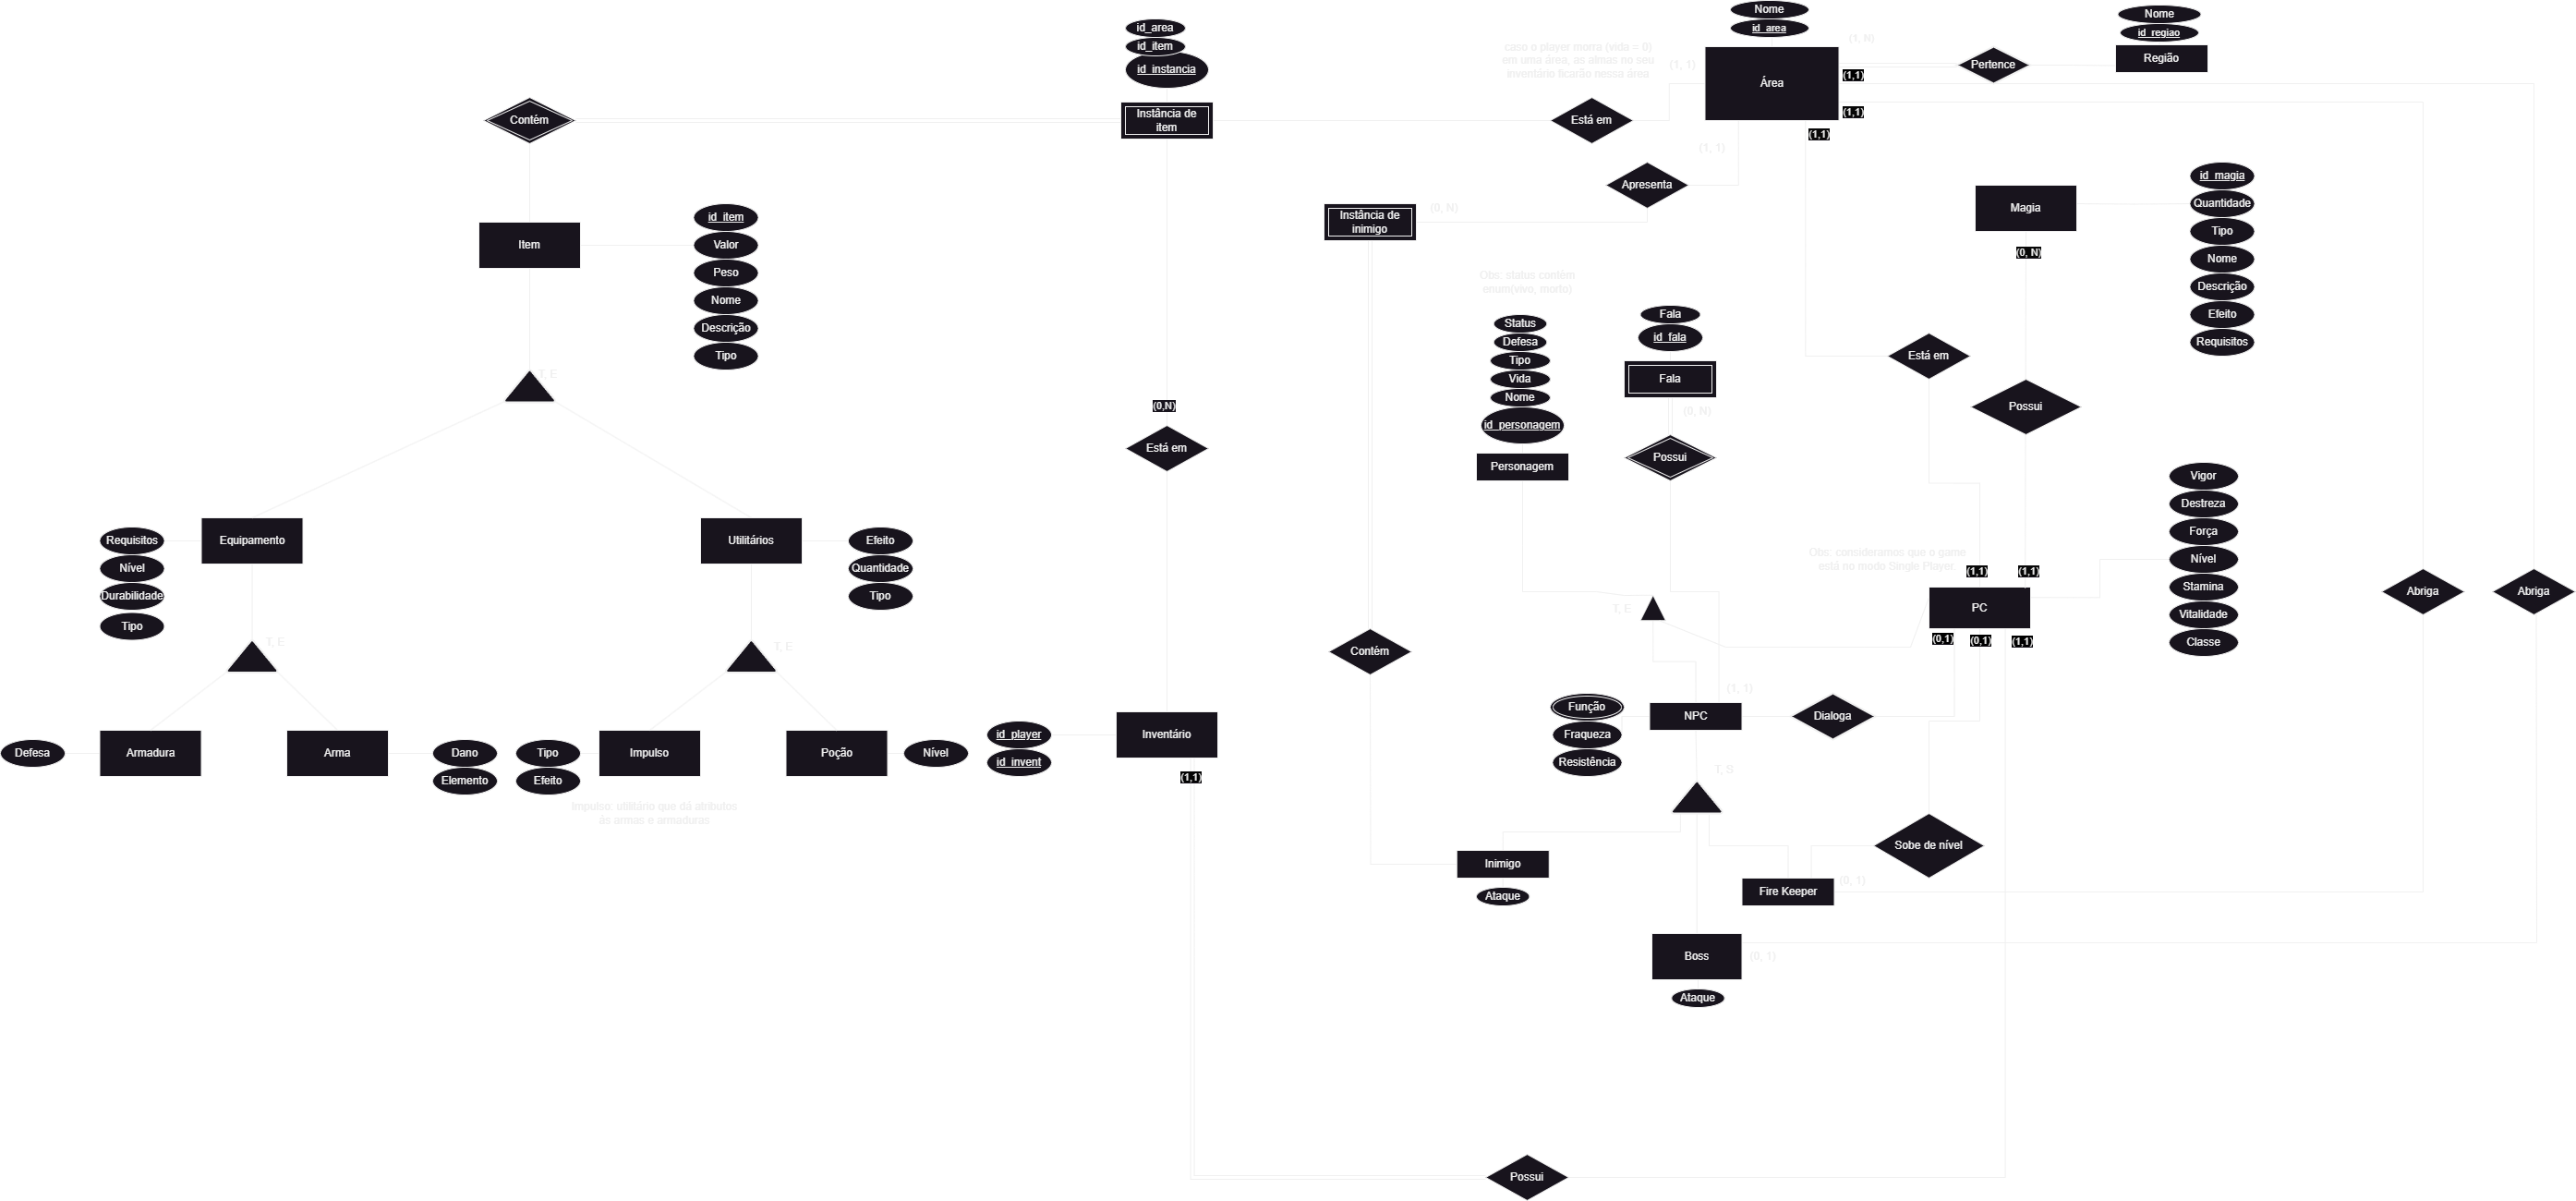 Nome
id_area
Nome
id_regiao
Região
Pertence
(1, N)
(1,1)
(1,1)
(1,1)
(1, 1)
Área
caso o player morra (vida = 0)
em uma área, as almas no seu
inventário ficarão nessa área
id_area
id_item
id_instancia
Instância de
item
Contém
Está em
(1, 1)
Apresenta
(0, N)
Instância de
inimigo
Magia
(0, N)
id_magia
Quantidade
Tipo
Nome
Descrição
Efeito
Requisitos
Item
id_item
Valor
Peso
Nome
Descrição
Tipo
T, E
Obs: status contém
enum(vivo, morto)
Status
Defesa
Tipo
Vida
Nome
id_personagem
Personagem
Fala
id_fala
Fala
(0, N)
Possui
Está em
Possui
(0,N)
Está em
Requisitos
Nível
Durabilidade
Tipo
Equipamento
Utilitários
Efeito
Quantidade
Tipo
T, E
T, E
Vigor
Destreza
Força
Nível
Stamina
Vitalidade
Classe
Obs: consideramos que o game
está no modo Single Player
(1,1)
(1,1)
PC
(0,1)
(0,1)
(1,1)
Abriga
Abriga
T, E
Contém
Defesa
Armadura
Arma
Dano
Elemento
Tipo
Efeito
Impulso
Poção
Nível
Impulso: utilitário que dá atributos
às armas e armaduras
id_player
id_invent
Inventário
(1,1)
Função
Fraqueza
Resistência
(1, 1)
NPC
Dialoga
T, S
Inimigo
Ataque
Sobe de nível
Fire Keeper
(0, 1)
Boss
(0, 1)
Ataque
Possui